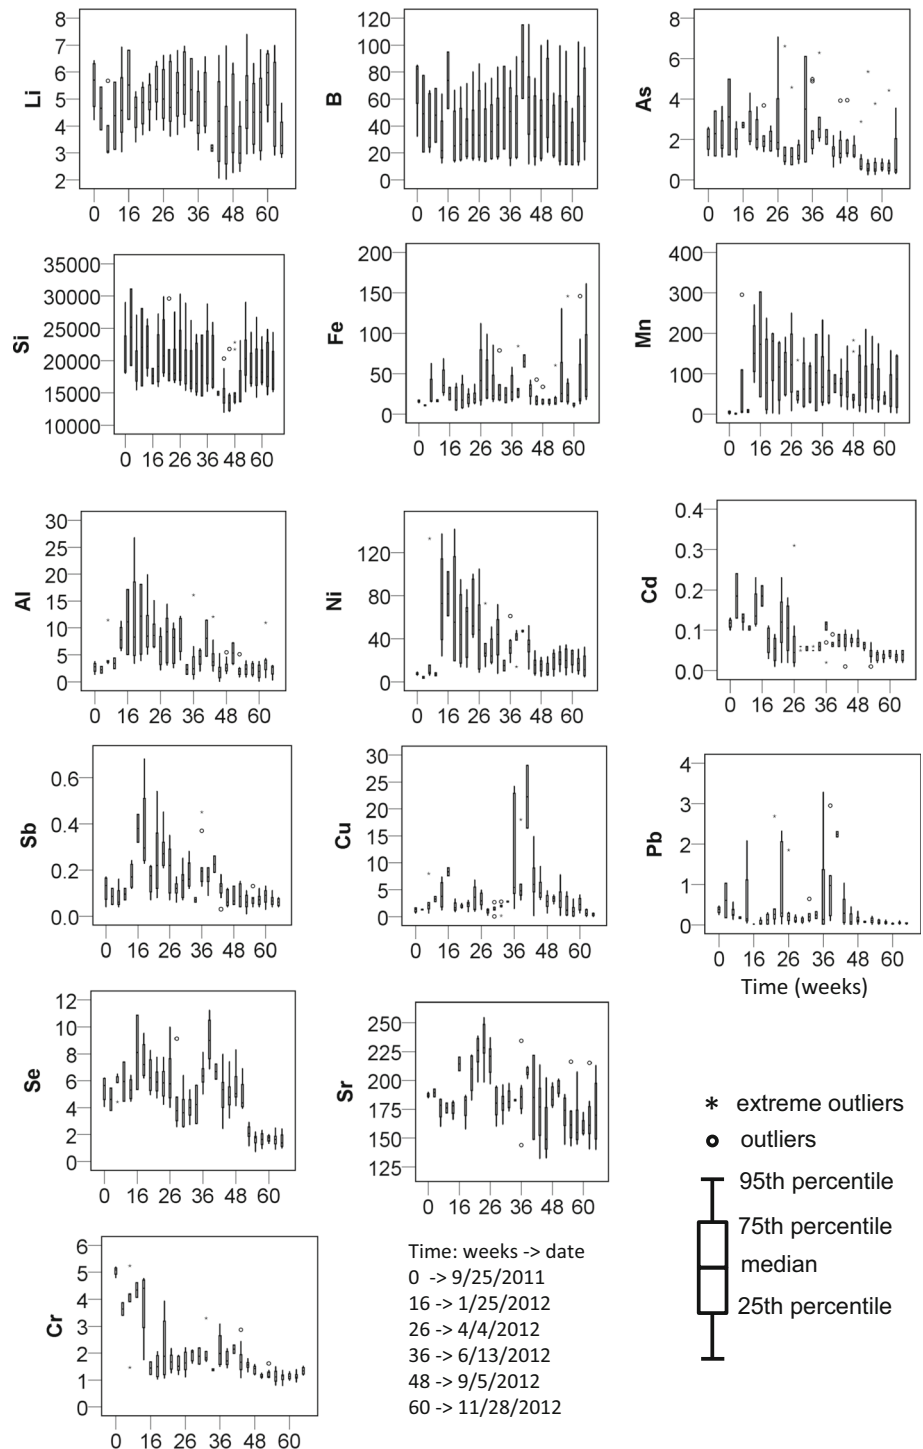 8
7
6
5
4
3
2
Li
0 16 26 36 48 60
120
100
80
60
40
20
0
B
0 16 26 36 48 60
8
6
4
2
0
As
0 16 26 36 48 60
35000
30000
25000
20000
15000
10000
Si
0 16 26 36 48 60
200
150
100
50
0
Fe
0 16 26 36 48 60
400
300
200
100
0
Mn
0 16 26 36 48 60
30
25
20
15
10
5
0
Al
0 16 26 36 48 60
120
80
40
0
Ni
0 16 26 36 48 60
0.4
0.3
0.2
0.1
0.0
Cd
0 16 26 36 48 60
0.6
0.4
0.2
0.0
Sb
0 16 26 36 48 60
30
25
20
15
10
5
0
Cu
0 16 26 36 48 60
4
3
2
1
0
Pb
0 16 26 36 48 60
Time (weeks)
12
10
8
6
4
2
0
Se
0 16 26 36 48 60
250
225
200
175
150
125
Sr
0 16 26 36 48 60
* extreme outliers
o outliers
95th percentile
75th percentile
median
25th percentile
6
5
4
3
2
1
0
Cr
0 16 26 36 48 60
Time: weeks -> date
0 -> 9/25/2011
16 -> 1/25/2012
26 -> 4/4/2012
36 -> 6/13/2012
48 -> 9/5/2012
60 -> 11/28/2012